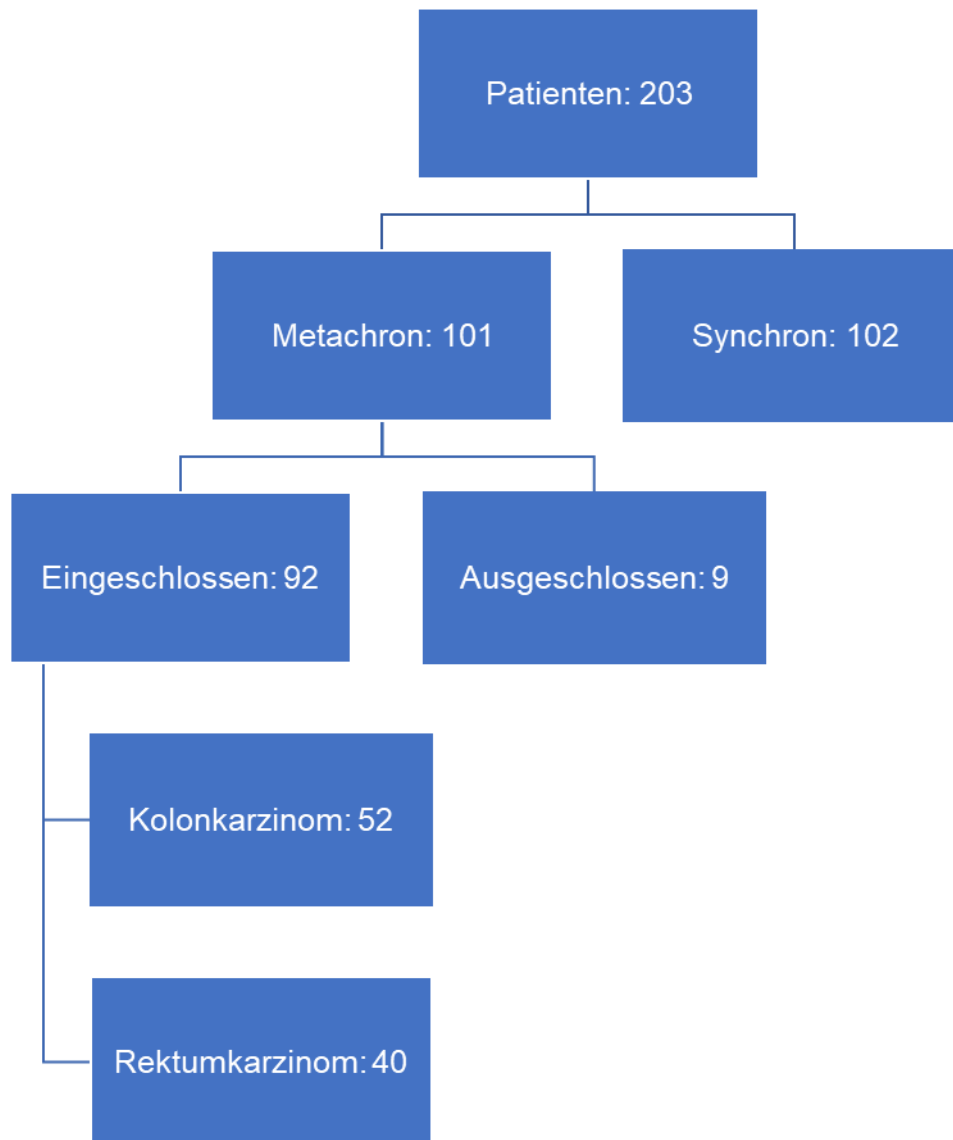 Patienten: 203
Metachron: 101
Synchron: 102
Eingeschlossen: 92
Ausgeschlossen: 9
Kolonkarzinom: 52
Rektumkarzinom: 40